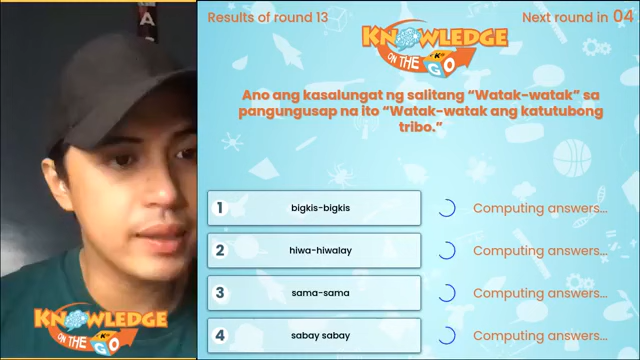 Results of round 13
Next round in 04
KNOWLEDGE
ON THE GO
Ano ang kasalungat ng salitang “Watak-watak” sa
pangungusap na ito “Watak-watak ang katutubong
tribo.”
1 bigkis-bigkis Computing answers...
2 hiwa-hiwalay Computing answers...
3 sama-sama Computing answers...
4 sabay sabay Computing answers...
KNOWLEDGE
ON THE GO